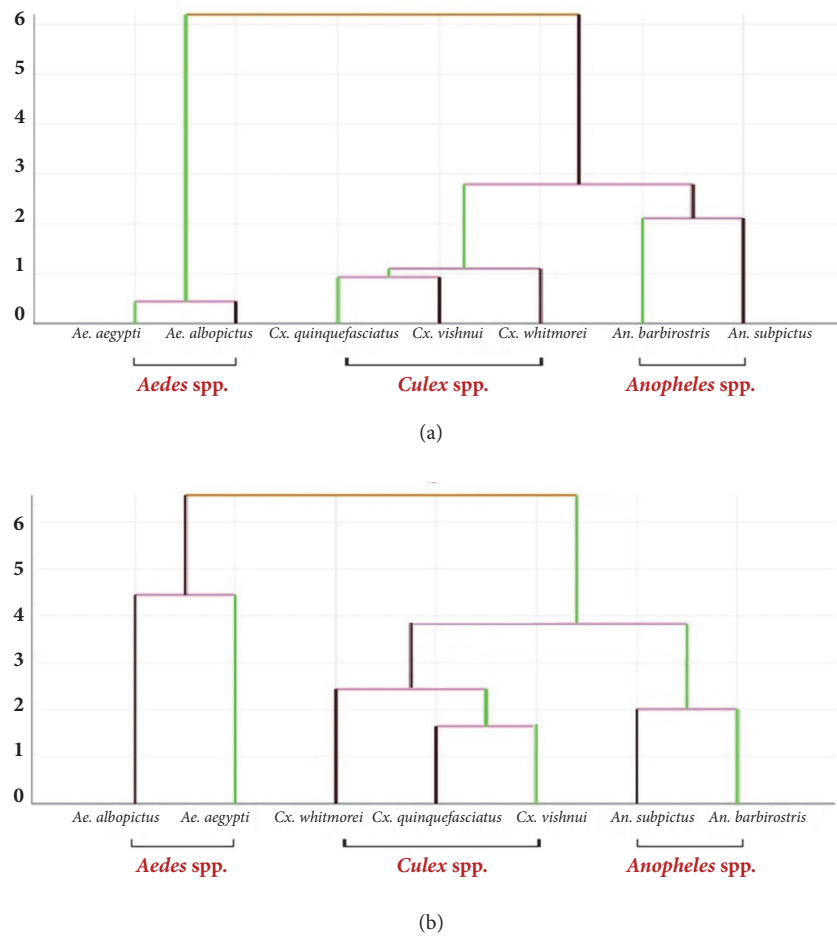 6
5
4
3
2
1
0
Ae. aegypti Ae. albopictus Cx. quinquefasciatus Cx. vishnui Cx. whitmorei An. barbirostris An. subpictus
Aedes spp. Culex spp. Anopheles spp.
(a)
6
5
4
3
2
1
0
Ae. albopictus Ae. aegypti Cx. whitmorei Cx. quinquefasciatus Cx. vishnui An. subpictus An. barbirostris
Aedes spp. Culex spp. Anopheles spp.
(b)